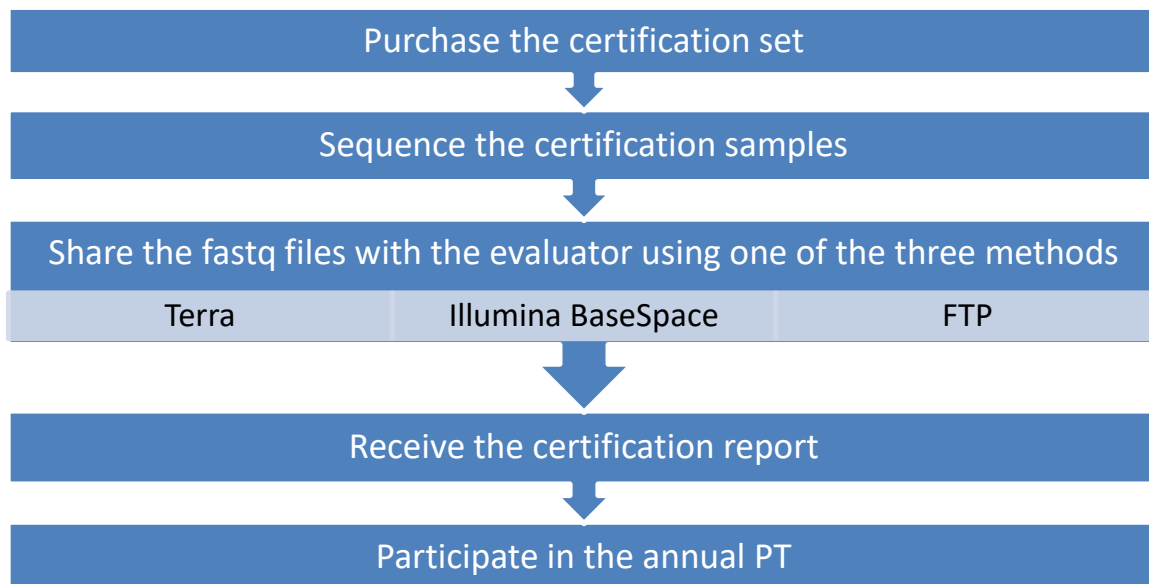 Purchase the certification set
Sequence the certification samples
Share the fastq files with the evaluator using one of the three methods
Terra
Illumina BaseSpace
FTP
Receive the certification report
Participate in the annual PT